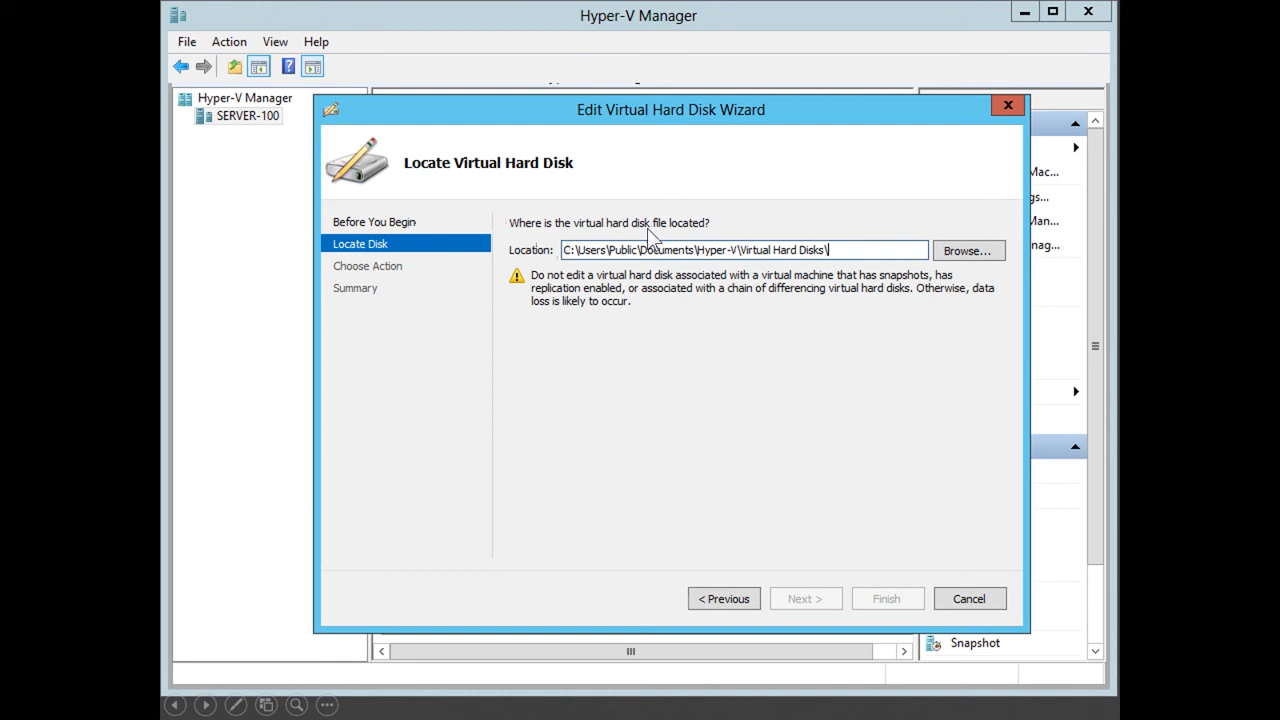 Hyper-V Manager
File Action View Help
Hyper-V Manager
SERVER-100
Edit Virtual Hard Disk Wizard
Locate Virtual Hard Disk
Before You Begin
Locate Disk
Choose Action
Summary
Where is the virtual hard disk file located?
Location: C:\Users\Public\Documents\Hyper-V\Virtual Hard Disks\ Browse...
Do not edit a virtual hard disk associated with a virtual machine that has snapshots, has
replication enabled, or associated with a chain of differencing virtual hard disks. Otherwise, data
loss is likely to occur.
Mac...
gs...
Man...
nag...
< Previous Next > Finish Cancel
Snapshot